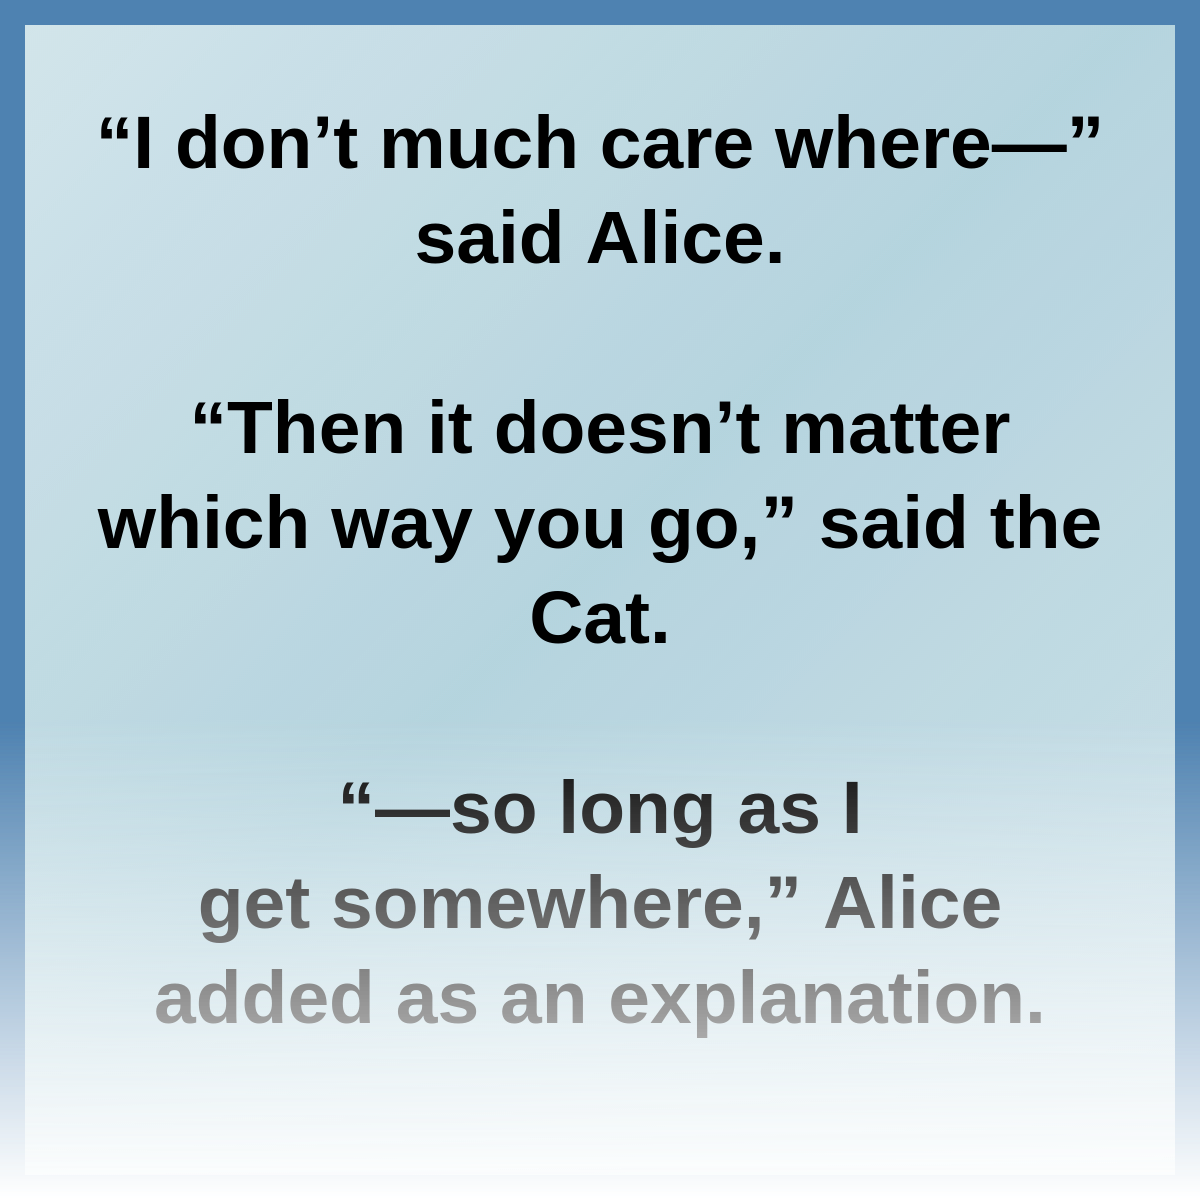 “I don’t much care where—”
said Alice.
“Then it doesn’t matter
which way you go,” said the
Cat.
“—so long as I
get somewhere,” Alice
added as an explanation.